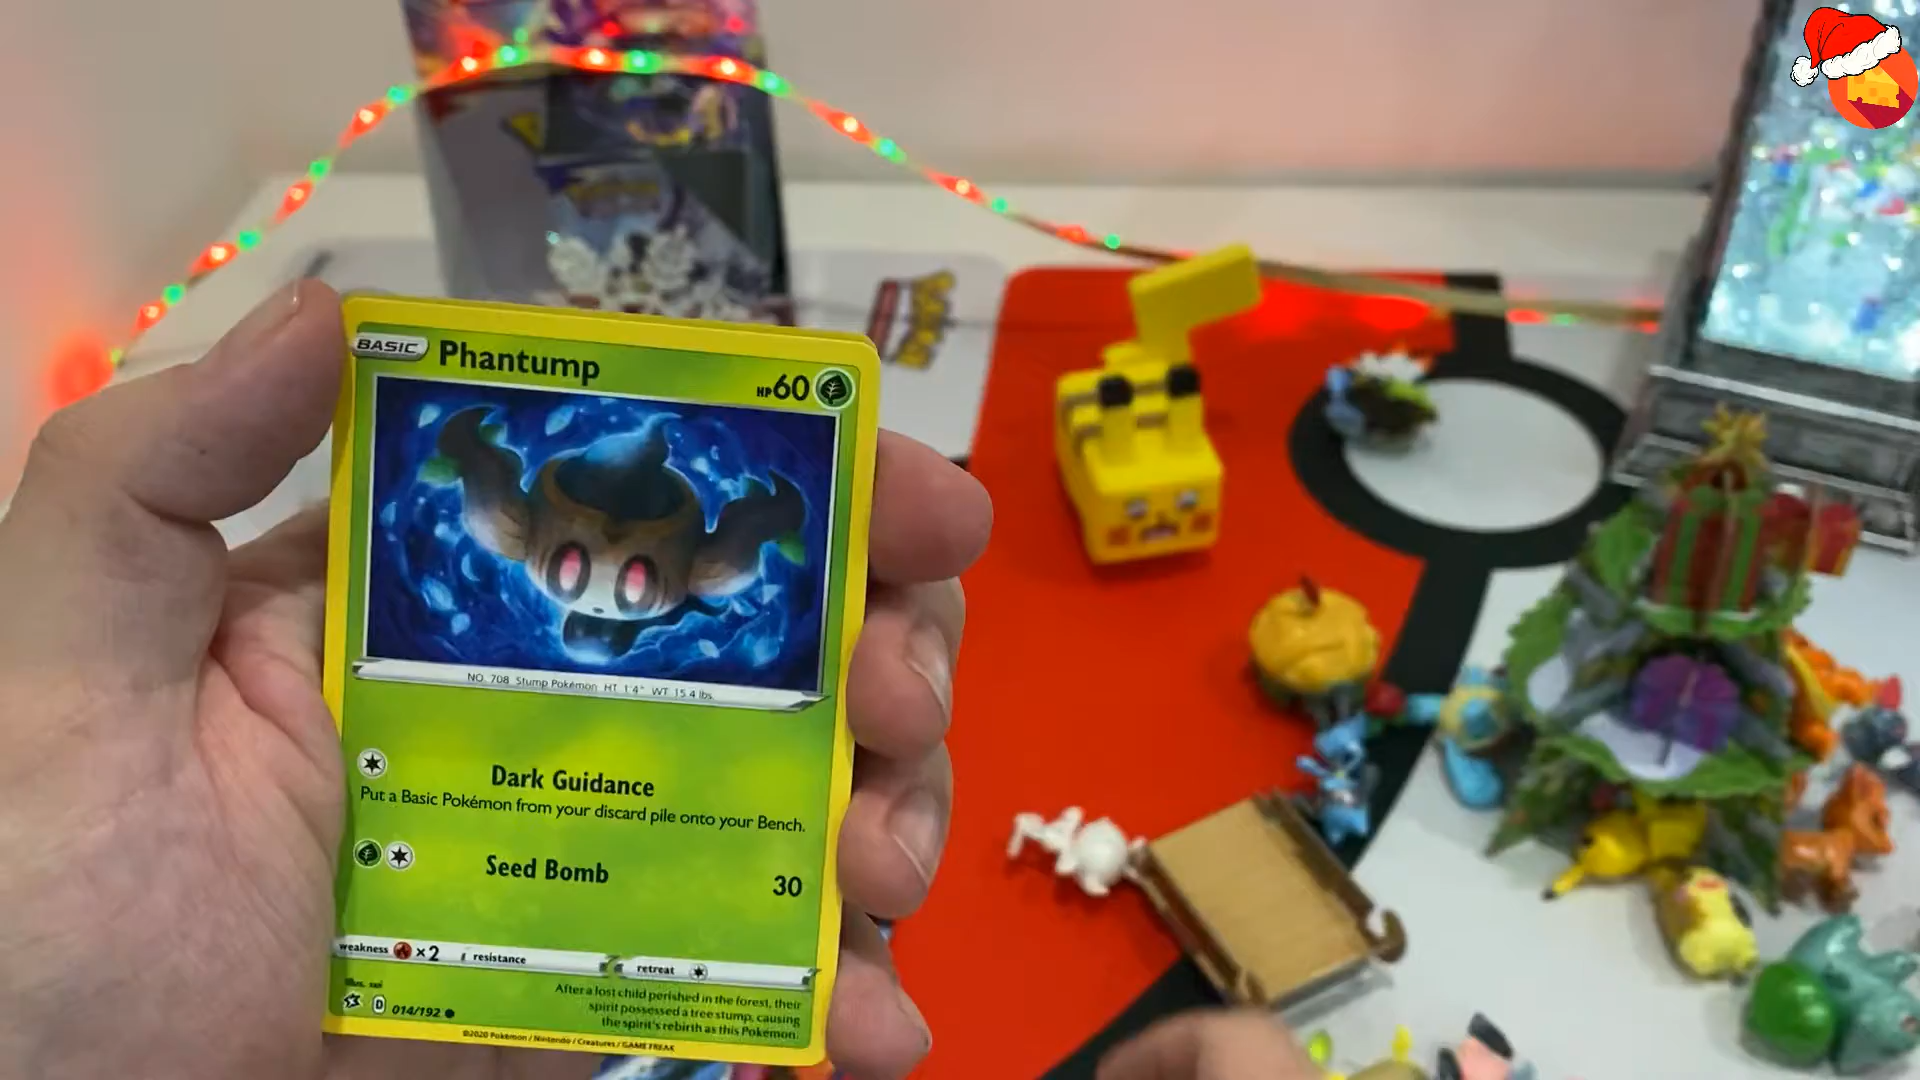 BASIC Phantump HP60
NO. 708 Stump Pokémon HT 1'4" WT 15.4 lbs.
Dark Guidance
Put a Basic Pokémon from your discard pile onto your Bench.
Seed Bomb 30
weakness ×2 resistance retreat
Illus.
D 014/192
After a lost child perished in the forest, their
spirit possessed a tree stump, causing
the spirit's rebirth as this Pokémon.
©2020 Pokémon / Nintendo / Creatures / GAME FREAK